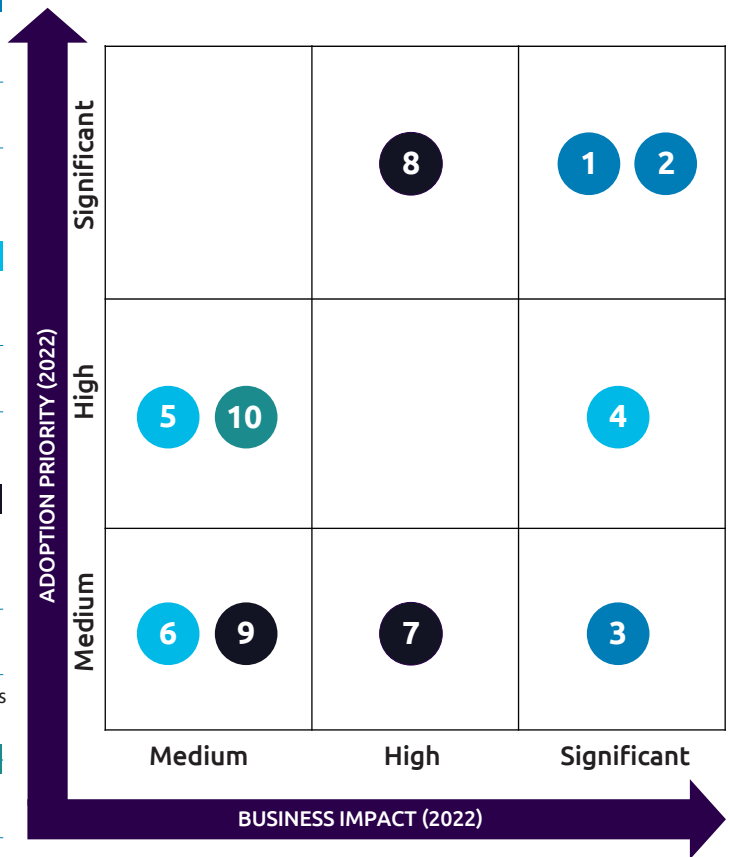 ADOPTION PRIORITY (2022)
Significant
High
Medium
8
1 2
5 10
4
6 9
7
3
s
Medium High Significant
BUSINESS IMPACT (2022)